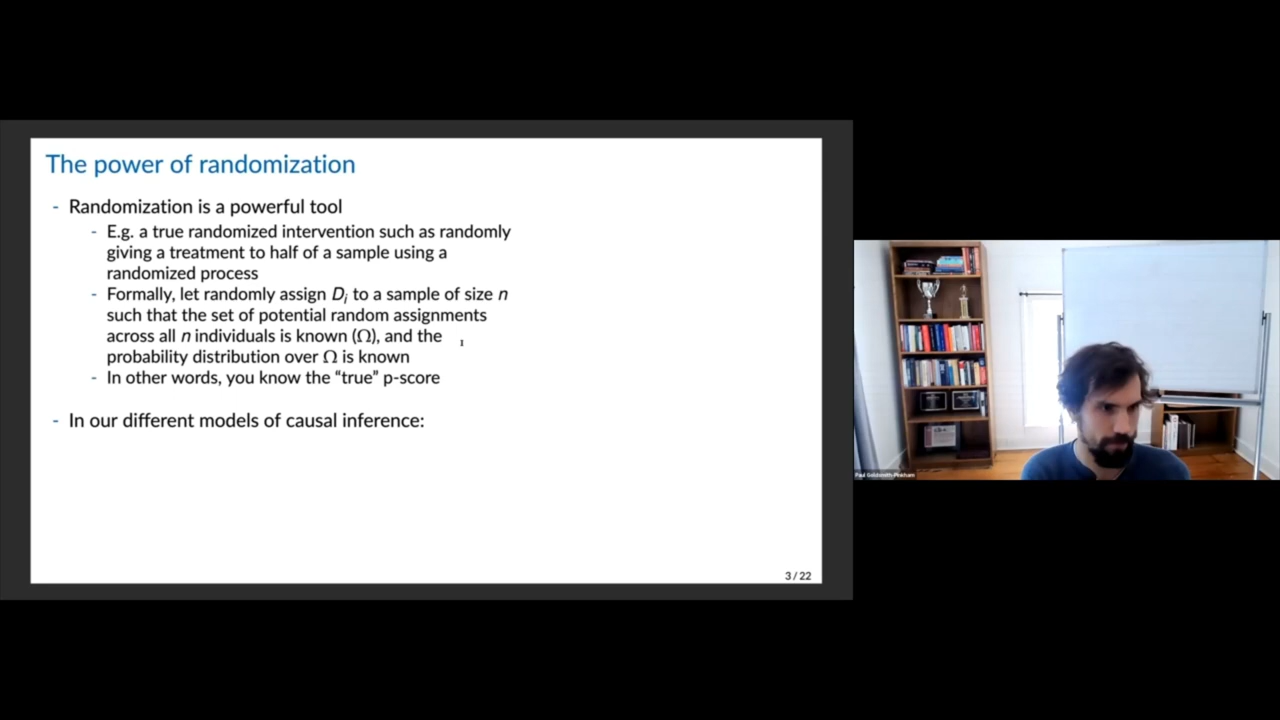 The power of randomization
- Randomization is a powerful tool
- E.g. a true randomized intervention such as randomly
giving a treatment to half of a sample using a
randomized process
- Formally, let randomly assign Di to a sample of size n
such that the set of potential random assignments
across all n individuals is known (Ω), and the
probability distribution over Ω is known
- In other words, you know the “true” p-score
- In our different models of causal inference:
3 / 22
Paul Goldsmith-Pinkham